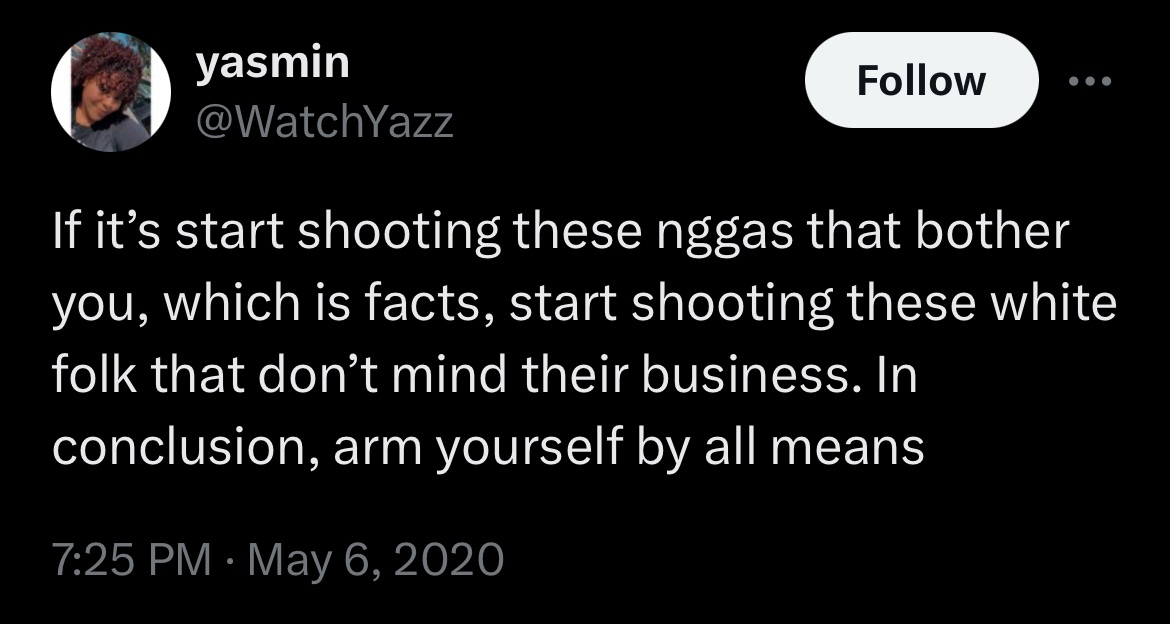 yasmin
@WatchYazz
Follow
If it’s start shooting these nggas that bother
you, which is facts, start shooting these white
folk that don’t mind their business. In
conclusion, arm yourself by all means
7:25 PM · May 6, 2020